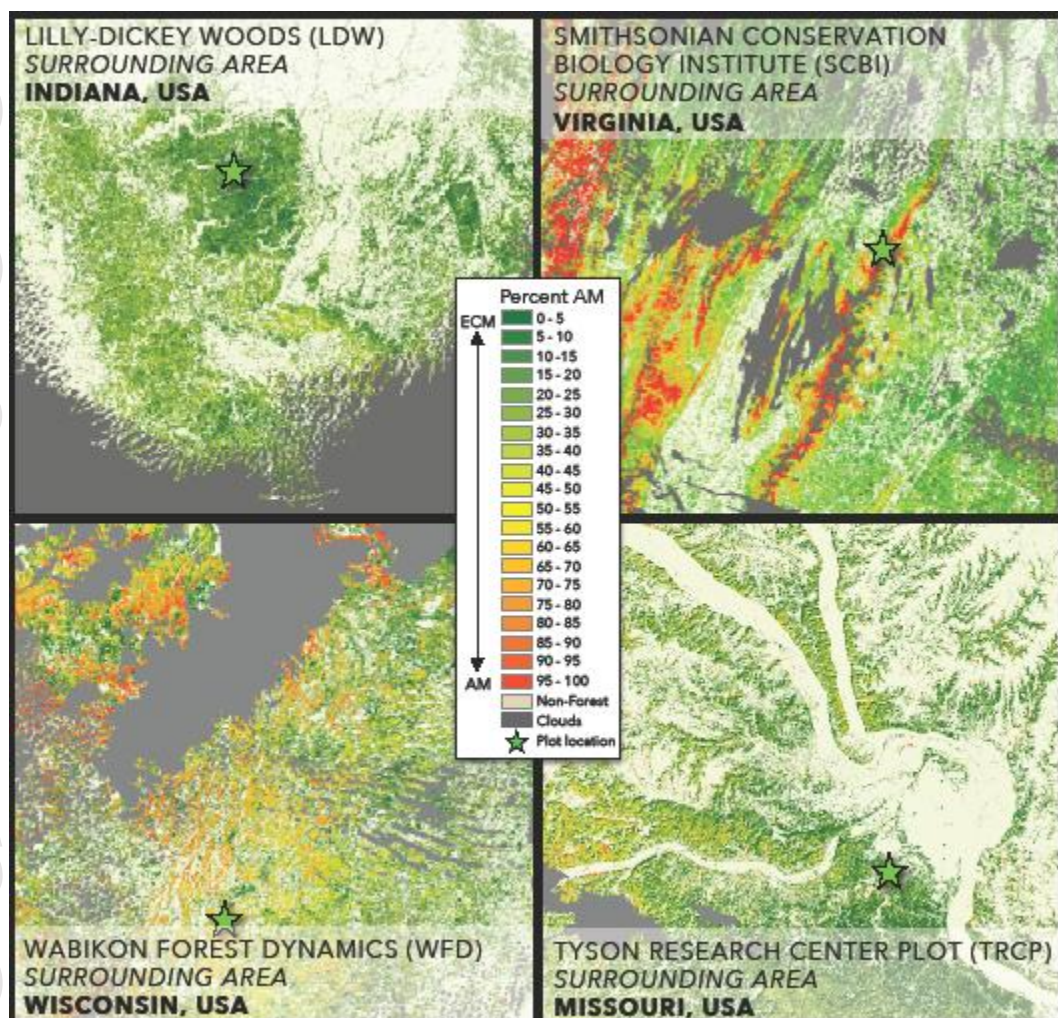 LILLY-DICKEY WOODS (LDW)
SURROUNDING AREA
INDIANA, USA
SMITHSONIAN CONSERVATION
BIOLOGY INSTITUTE (SCBI)
SURROUNDING AREA
VIRGINIA, USA
Percent AM
ECM
0 - 5
5 - 10
10 -15
15 - 20
20 - 25
25 - 30
30 - 35
35 - 40
40 - 45
45 - 50
50 - 55
55 - 60
60 - 65
65 - 70
70 - 75
75 - 80
80 - 85
85 - 90
90 - 95
AM
95 - 100
Non-Forest
Clouds
Plot location
WABIKON FOREST DYNAMICS (WFD)
SURROUNDING AREA
WISCONSIN, USA
TYSON RESEARCH CENTER PLOT (TRCP)
SURROUNDING AREA
MISSOURI, USA